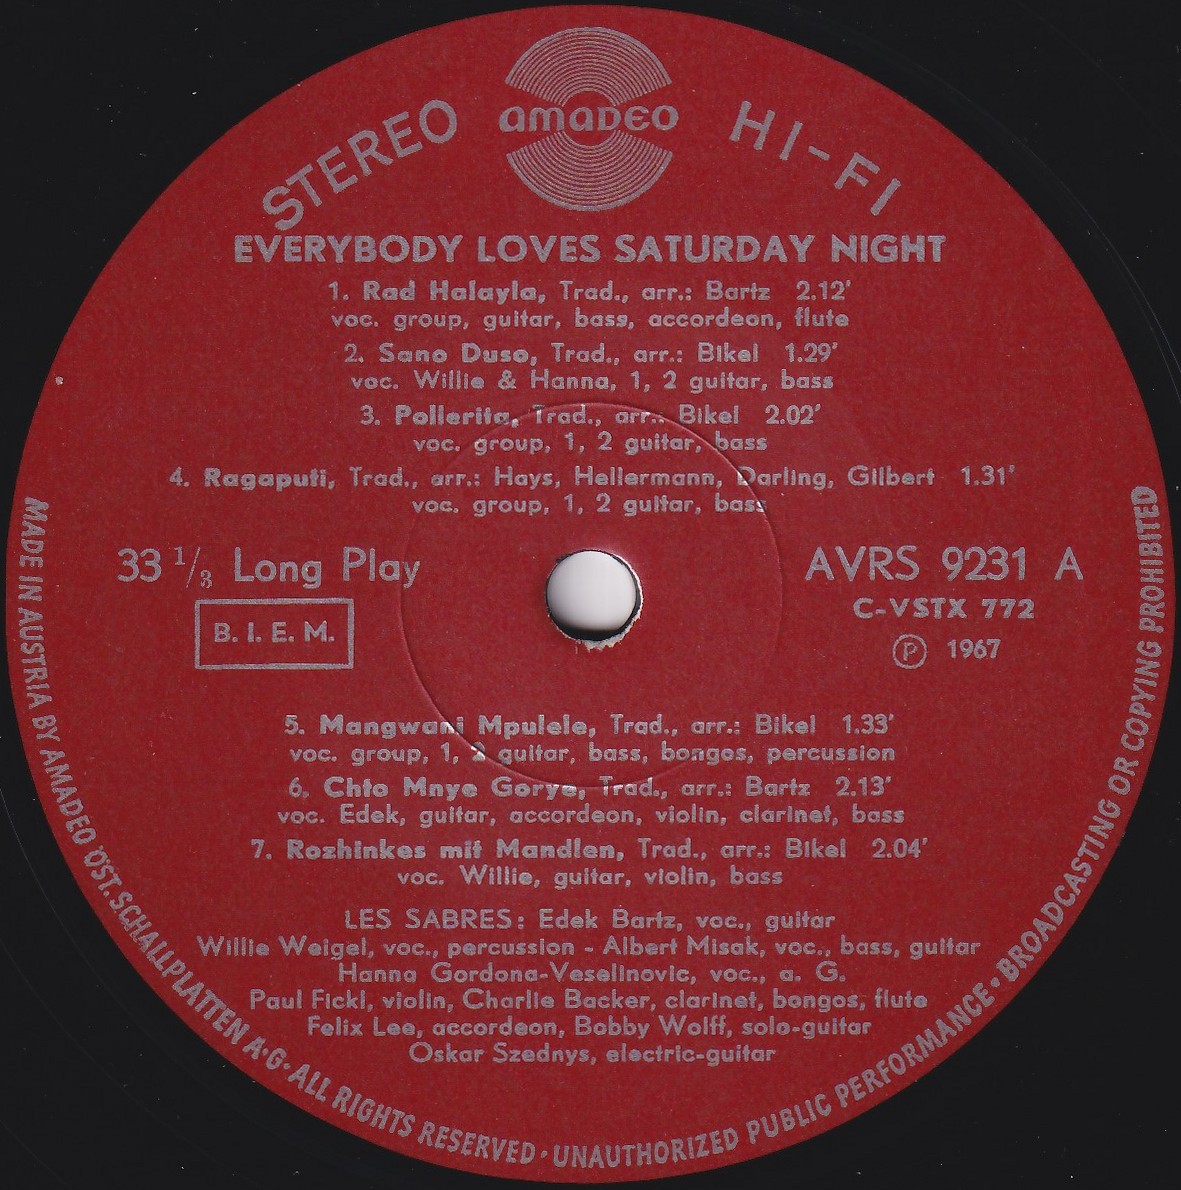 STEREO
AMADEO
HI-FI
EVERYBODY LOVES SATURDAY NIGHT
1. Rad Halayla, Trad., arr.: Bartz 2.12'
voc. group, guitar, bass, accordeon, flute
2. Sano Duso, Trad., arr.: Bikel 1.29'
voc. Willie & Hanna, 1, 2 guitar, bass
3. Pollerita, Trad., arr.: Bikel 2.02'
voc. group, 1, 2 guitar, bass
4. Ragaputi, Trad., arr.: Hays, Hellermann, Darling, Gilbert 1.31'
voc. group, 1, 2 guitar, bass
33 1/3 Long Play
B. I. E. M.
AVRS 9231 A
C-VSTX 772
Ⓟ 1967
5. Mangwani Mpulele, Trad., arr.: Bikel 1.33'
voc. group, 1, 2 guitar, bass, bongos, percussion
6. Chto Mnye Gorye, Trad., arr.: Bartz 2.13'
voc. Edek, guitar, accordeon, violin, clarinet, bass
7. Rozhinkes mit Mandlen, Trad., arr.: Bikel 2.04'
voc. Willie, guitar, violin, bass
LES SABRES: Edek Bartz, voc., guitar
Willie Weigel, voc., percussion - Albert Misak, voc., bass, guitar
Hanna Gordona-Veselinovic, voc., a. G.
Paul Fickl, violin, Charlie Backer, clarinet, bongos, flute
Felix Lee, accordeon, Bobby Wolff, solo-guitar
Oskar Szednys, electric-guitar
MADE IN AUSTRIA BY AMADEO ÖST. SCHALLPLATTEN A·G· ALL RIGHTS RESERVED · UNAUTHORIZED PUBLIC PERFORMANCE · BROADCASTING OR COPYING PROHIBITED